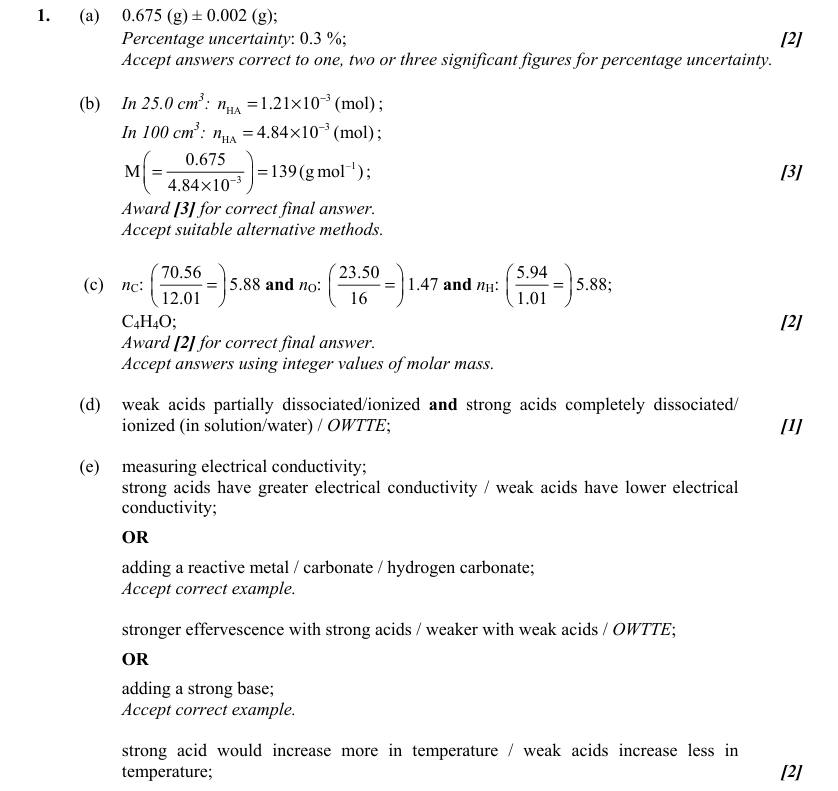 1. (a) 0.675 (g) ± 0.002 (g);
Percentage uncertainty: 0.3 %; [2]
Accept answers correct to one, two or three significant figures for percentage uncertainty.
(b) In 25.0 cm³: n_HA = 1.21×10⁻³ (mol);
In 100 cm³: n_HA = 4.84×10⁻³ (mol);
M(= 0.675 / 4.84×10⁻³) = 139 (g mol⁻¹); [3]
Award [3] for correct final answer.
Accept suitable alternative methods.
(c) n_C: (70.56 / 12.01 =) 5.88 and n_O: (23.50 / 16 =) 1.47 and n_H: (5.94 / 1.01 =) 5.88;
C₄H₄O; [2]
Award [2] for correct final answer.
Accept answers using integer values of molar mass.
(d) weak acids partially dissociated/ionized and strong acids completely dissociated/
ionized (in solution/water) / OWTTE; [1]
(e) measuring electrical conductivity;
strong acids have greater electrical conductivity / weak acids have lower electrical
conductivity;
OR
adding a reactive metal / carbonate / hydrogen carbonate;
Accept correct example.
stronger effervescence with strong acids / weaker with weak acids / OWTTE;
OR
adding a strong base;
Accept correct example.
strong acid would increase more in temperature / weak acids increase less in
temperature; [2]